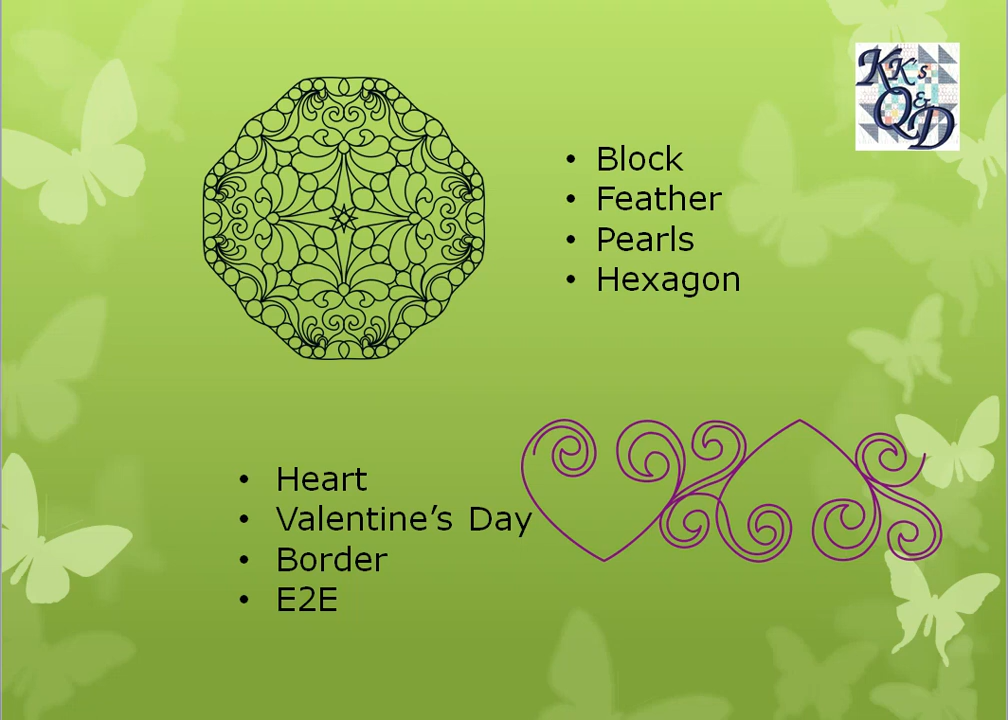 KK's
Q&D
• Block
• Feather
• Pearls
• Hexagon
• Heart
• Valentine’s Day
• Border
• E2E